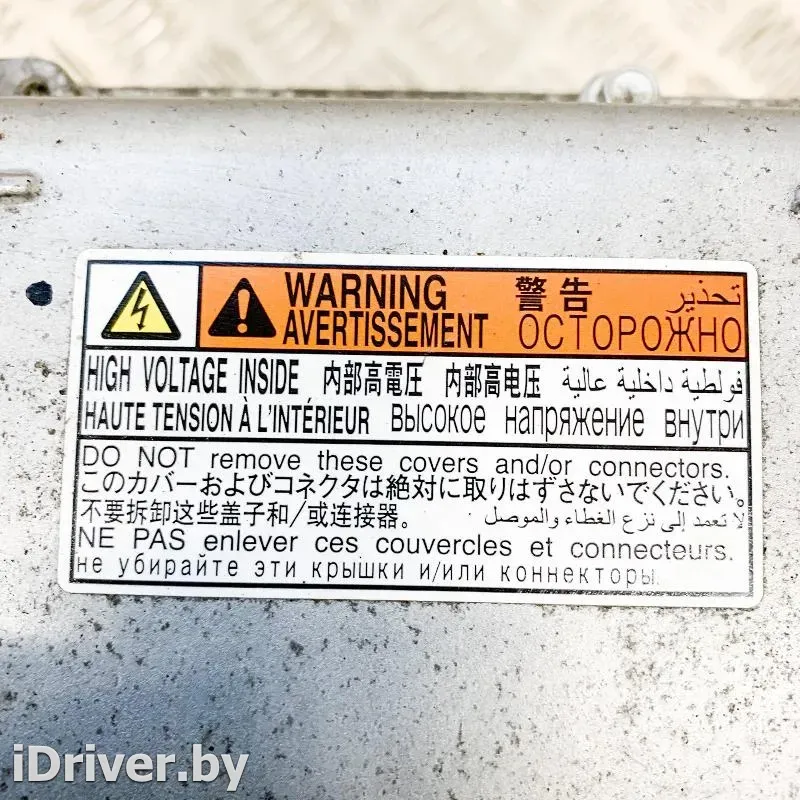 WARNING 警告 تحذير
AVERTISSEMENT ОСТОРОЖНО
HIGH VOLTAGE INSIDE 内部高電圧 内部高电压 فولطية داخلية عالية
HAUTE TENSION À L'INTÉRIEUR высокое напряжение внутри
DO NOT remove these covers and/or connectors.
このカバーおよびコネクタは絶対に取りはずさないでください。
不要拆卸这些盖子和/或连接器。 لا تعمد إلى نزع الغطاء والموصل
NE PAS enlever ces couvercles et connecteurs.
не убирайте эти крышки и/или коннекторы.
iDriver.by